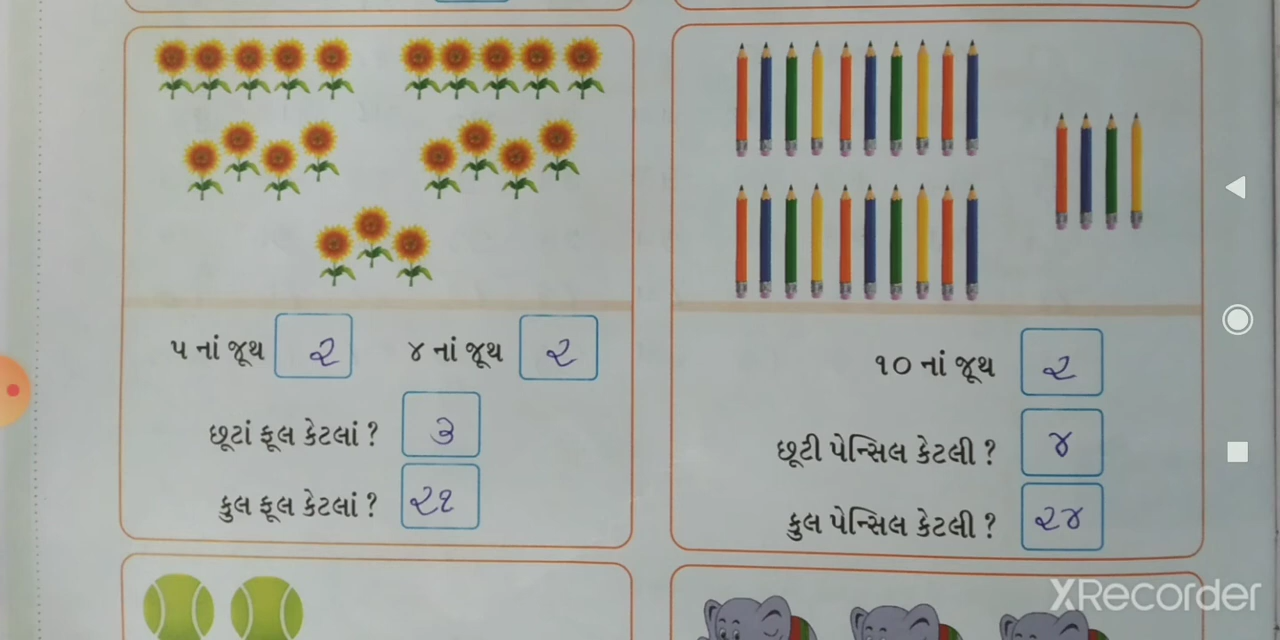 ૫ નાં જૂથ ૨ ૪ નાં જૂથ ૨
છૂટાં ફૂલ કેટલાં ? ૩
કુલ ફૂલ કેટલાં ? ૨૧
૧૦ નાં જૂથ ૨
છૂટી પેન્સિલ કેટલી ? ૪
કુલ પેન્સિલ કેટલી ? ૨૪
XRecorder